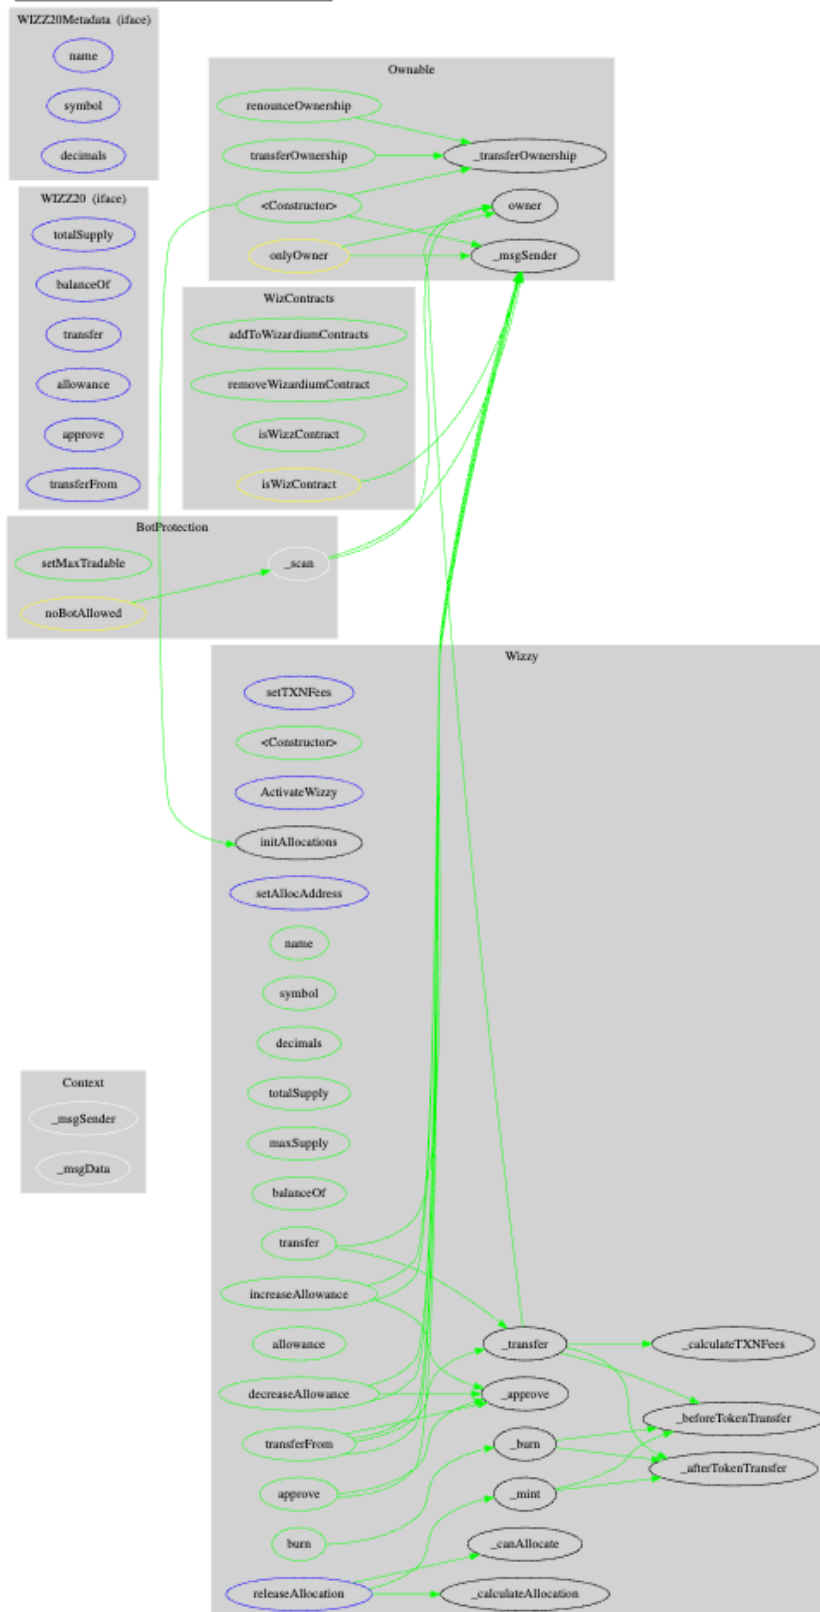 WIZZ20Metadata (iface)
name
symbol
decimals
WIZZ20 (iface)
totalSupply
balanceOf
transfer
allowance
approve
transferFrom
Ownable
renounceOwnership
transferOwnership
_transferOwnership
<Constructor>
owner
onlyOwner
_msgSender
WizContracts
addToWizardiumContracts
removeWizardiumContract
isWizzContract
isWizContract
BotProtection
setMaxTradable
_scan
noBotAllowed
Wizzy
setTXNFees
<Constructor>
ActivateWizzy
initAllocations
setAllocAddress
name
symbol
decimals
totalSupply
maxSupply
balanceOf
transfer
increaseAllowance
allowance
_transfer
_calculateTXNFees
decreaseAllowance
_approve
_beforeTokenTransfer
transferFrom
_burn
_afterTokenTransfer
approve
_mint
burn
_canAllocate
releaseAllocation
_calculateAllocation
Context
_msgSender
_msgData